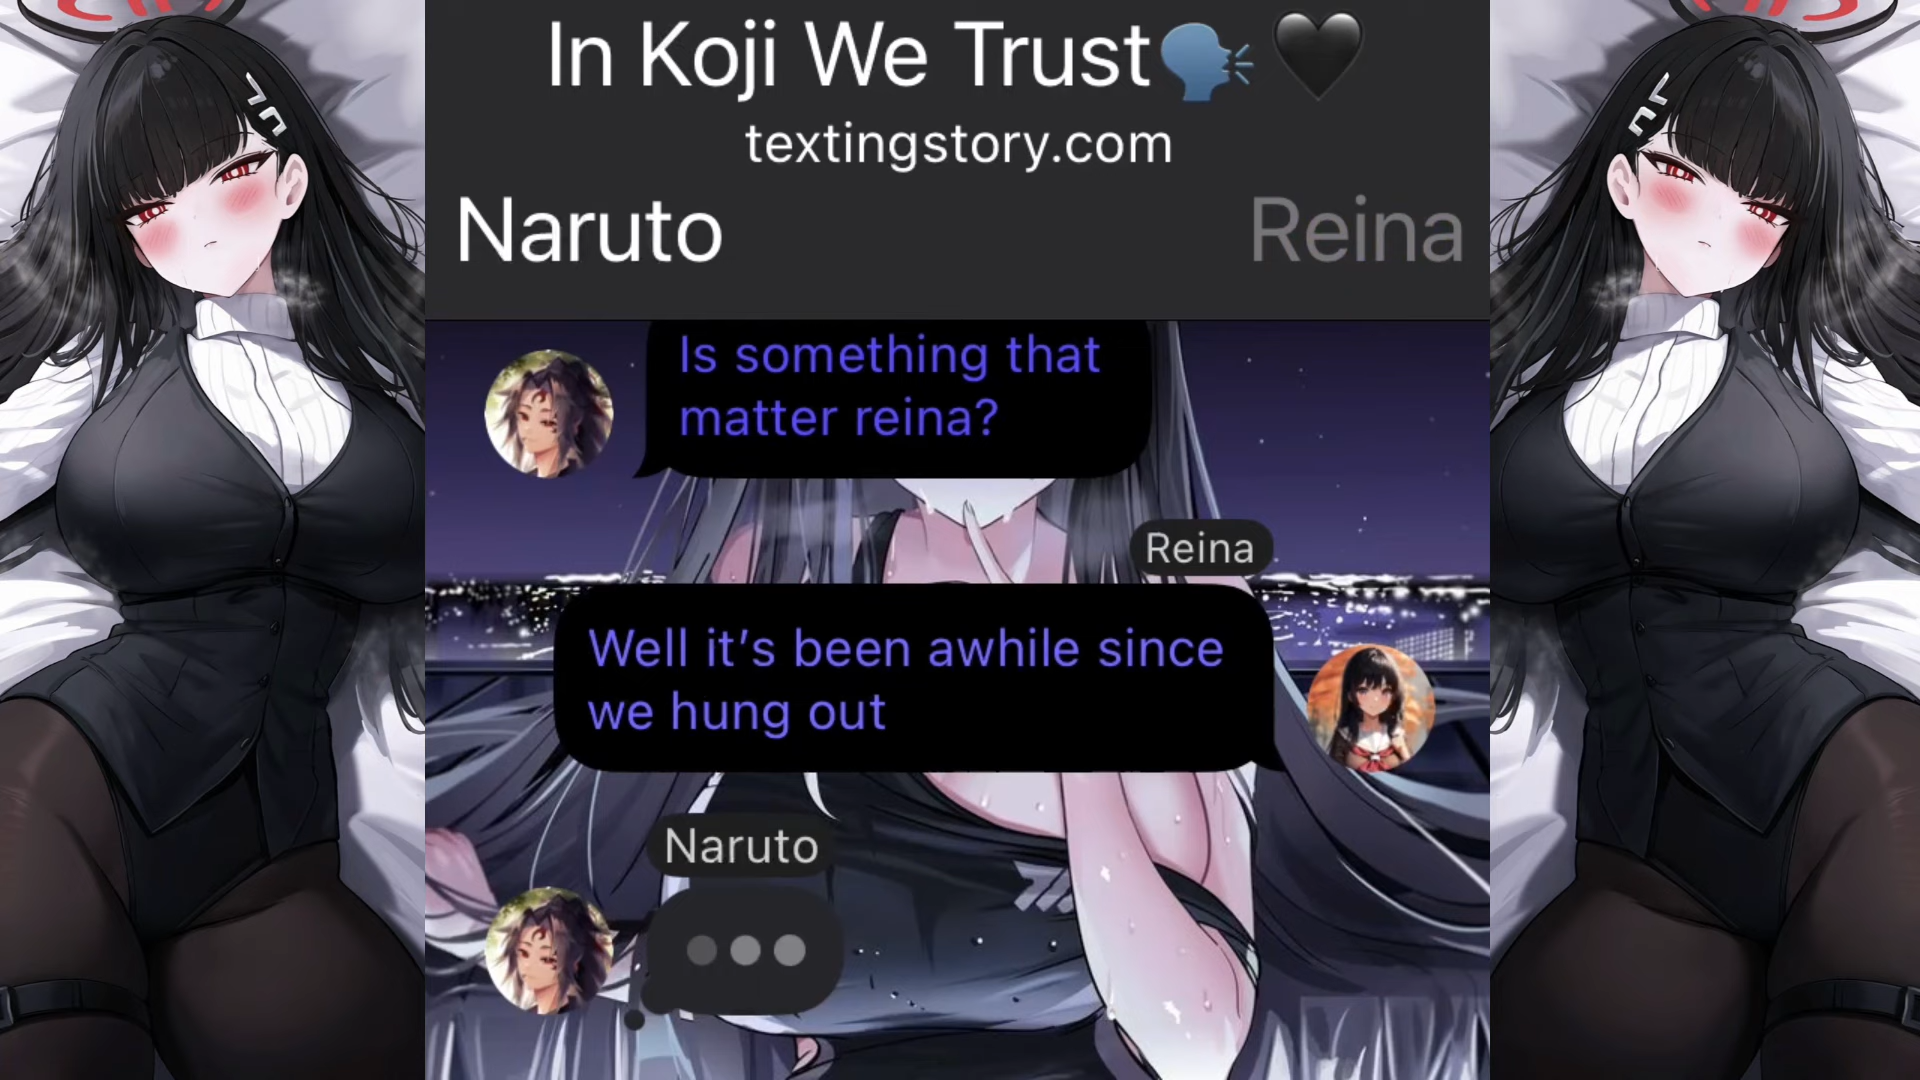 In Koji We Trust🗣️🖤
textingstory.com
Naruto
Reina
Is something that
matter reina?
Reina
Well it’s been awhile since
we hung out
Naruto